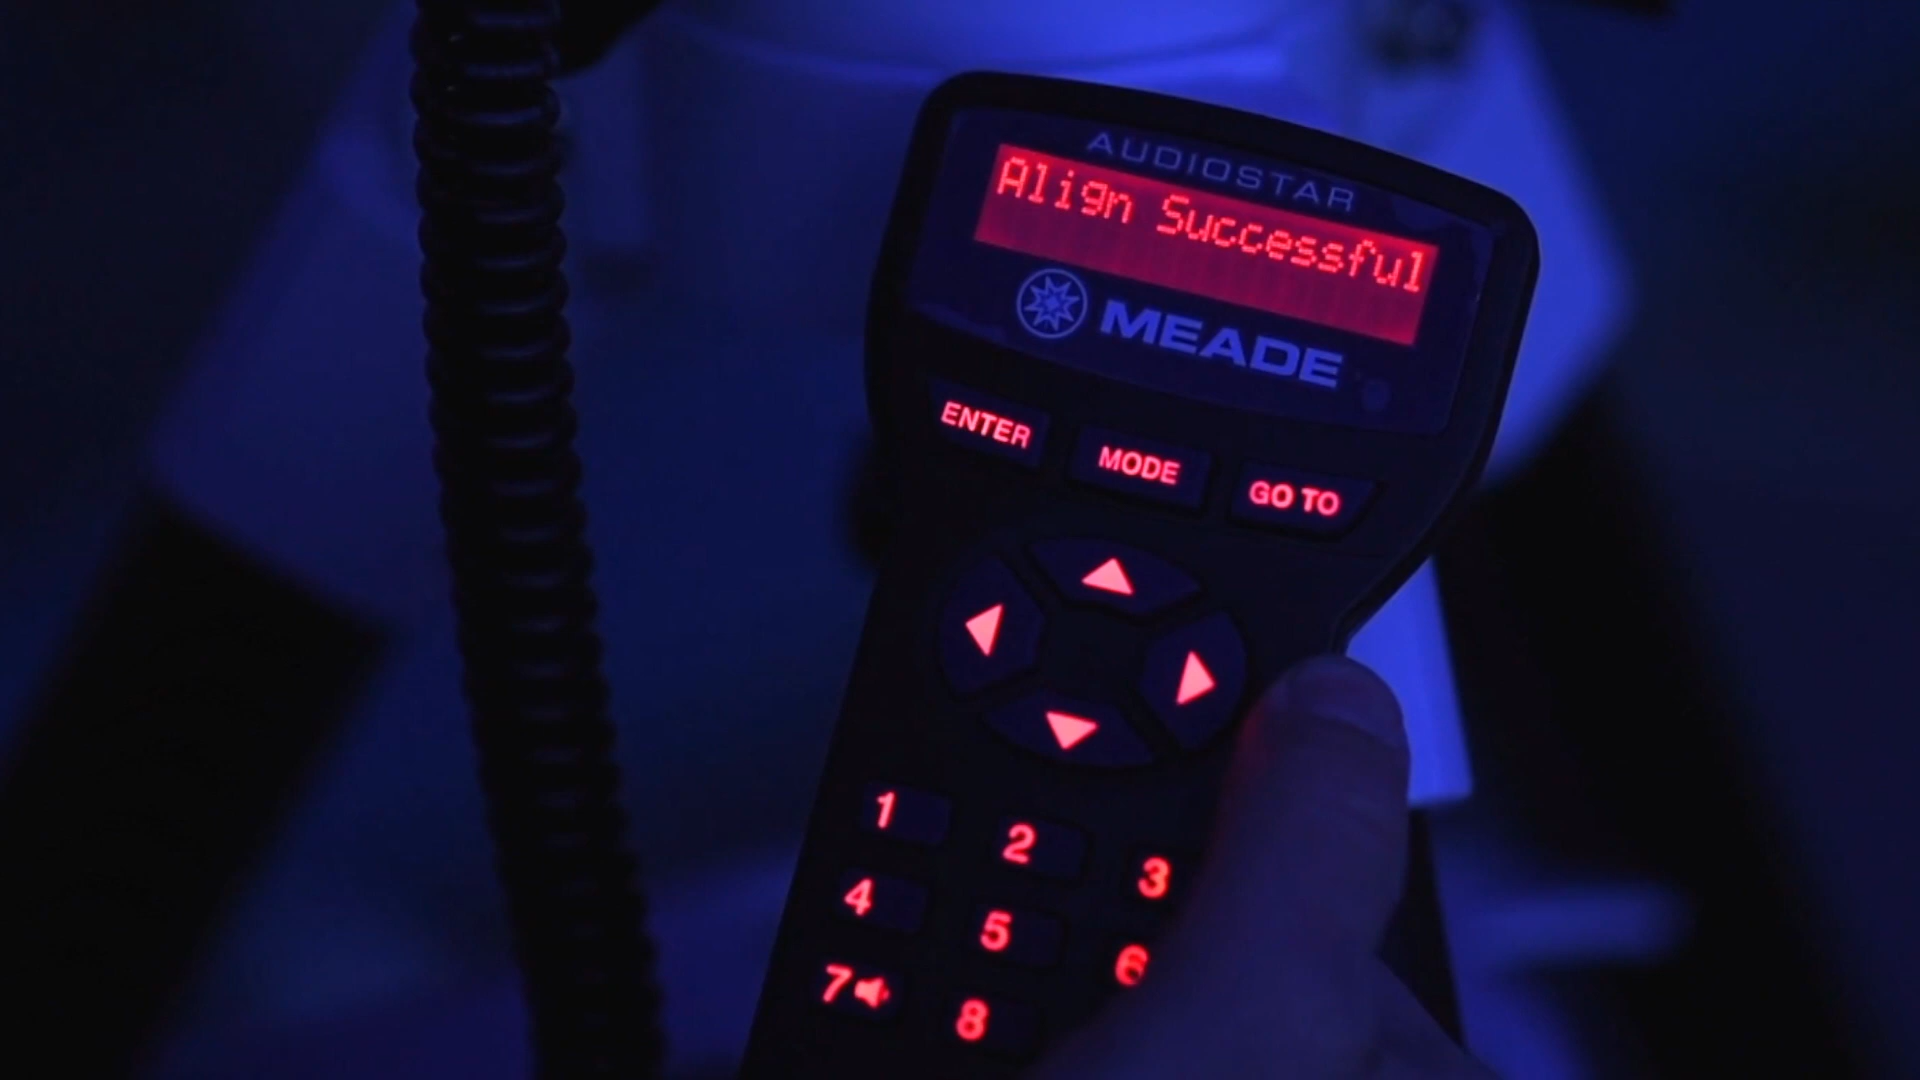 AUDIOSTAR
Align Successful
MEADE
ENTER MODE GO TO
1 2 3
4 5 6
7 8